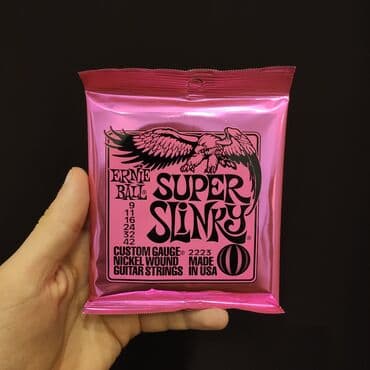 ERNIE
BALL®
SUPER
SLINKY®
9
11
16
24
32
42
CUSTOM GAUGE® 2223
NICKEL WOUND MADE
GUITAR STRINGS IN USA